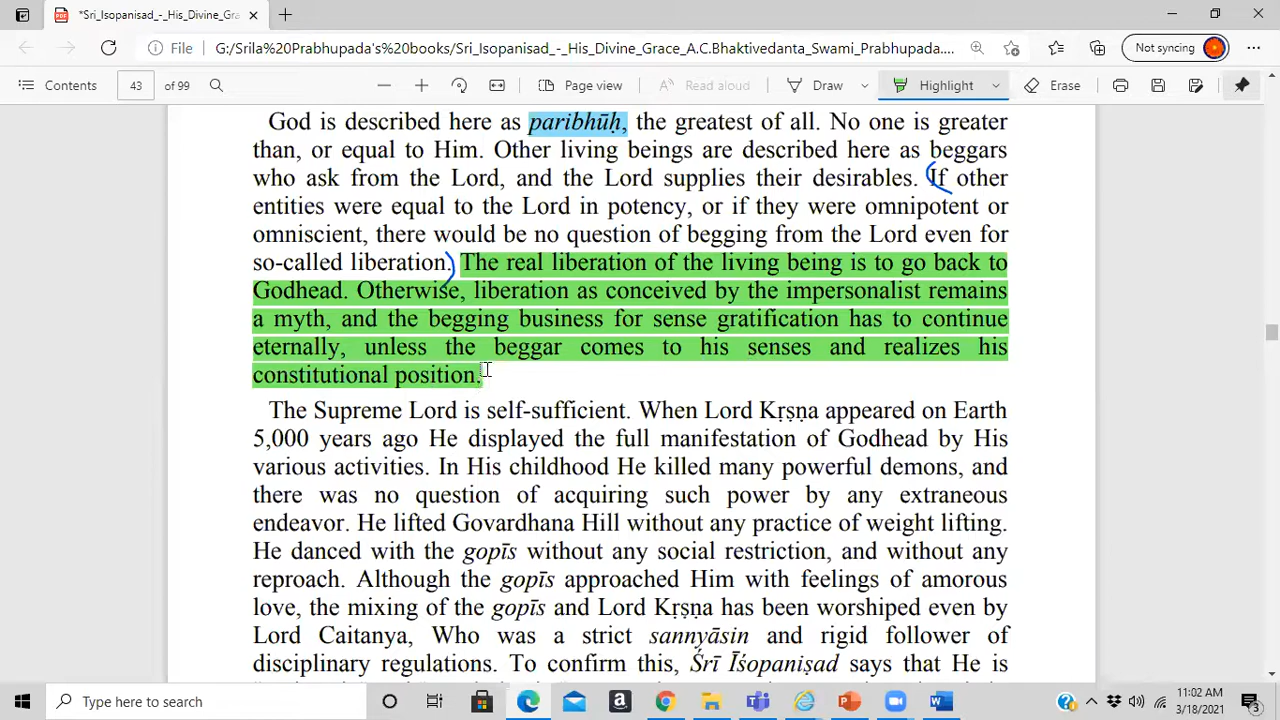 *Sri_Isopanisad_-_His_Divine_Gra
File
G:/Srila%20Prabhupada's%20books/Sri_Isopanisad_-_His_Divine_Grace_A.C.Bhaktivedanta_Swami_Prabhupada....
Not syncing
Contents
43 of 99
Page view
Read aloud
Draw
Highlight
Erase
God is described here as paribhūḥ, the greatest of all. No one is greater
than, or equal to Him. Other living beings are described here as beggars
who ask from the Lord, and the Lord supplies their desirables. If other
entities were equal to the Lord in potency, or if they were omnipotent or
omniscient, there would be no question of begging from the Lord even for
so-called liberation. The real liberation of the living being is to go back to
Godhead. Otherwise, liberation as conceived by the impersonalist remains
a myth, and the begging business for sense gratification has to continue
eternally, unless the beggar comes to his senses and realizes his
constitutional position.
The Supreme Lord is self-sufficient. When Lord Kṛṣṇa appeared on Earth
5,000 years ago He displayed the full manifestation of Godhead by His
various activities. In His childhood He killed many powerful demons, and
there was no question of acquiring such power by any extraneous
endeavor. He lifted Govardhana Hill without any practice of weight lifting.
He danced with the gopīs without any social restriction, and without any
reproach. Although the gopīs approached Him with feelings of amorous
love, the mixing of the gopīs and Lord Kṛṣṇa has been worshiped even by
Lord Caitanya, Who was a strict sannyāsin and rigid follower of
disciplinary regulations. To confirm this, Śrī Īśopaniṣad says that He is
Type here to search
11:02 AM
3/18/2021
3